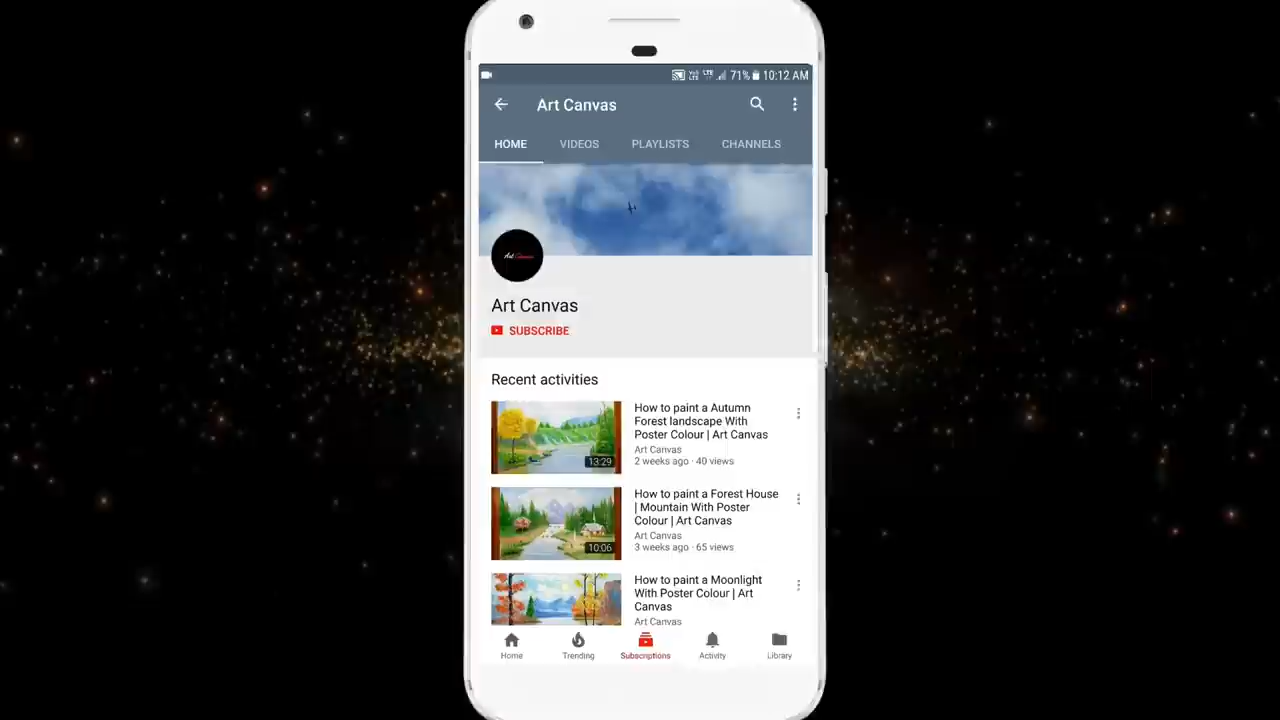 71% 10:12 AM
Art Canvas
HOME VIDEOS PLAYLISTS CHANNELS
Art Canvas
Art Canvas
SUBSCRIBE
Recent activities
How to paint a Autumn
Forest landscape With
Poster Colour | Art Canvas
Art Canvas
2 weeks ago · 40 views
13:29
How to paint a Forest House
| Mountain With Poster
Colour | Art Canvas
Art Canvas
3 weeks ago · 65 views
10:06
How to paint a Moonlight
With Poster Colour | Art
Canvas
Art Canvas
Home Trending Subscriptions Activity Library